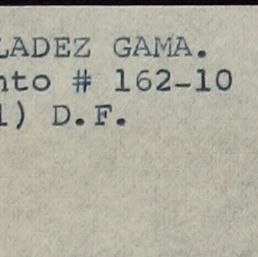 LADEZ GAMA.
nto # 162-10
1) D.F.